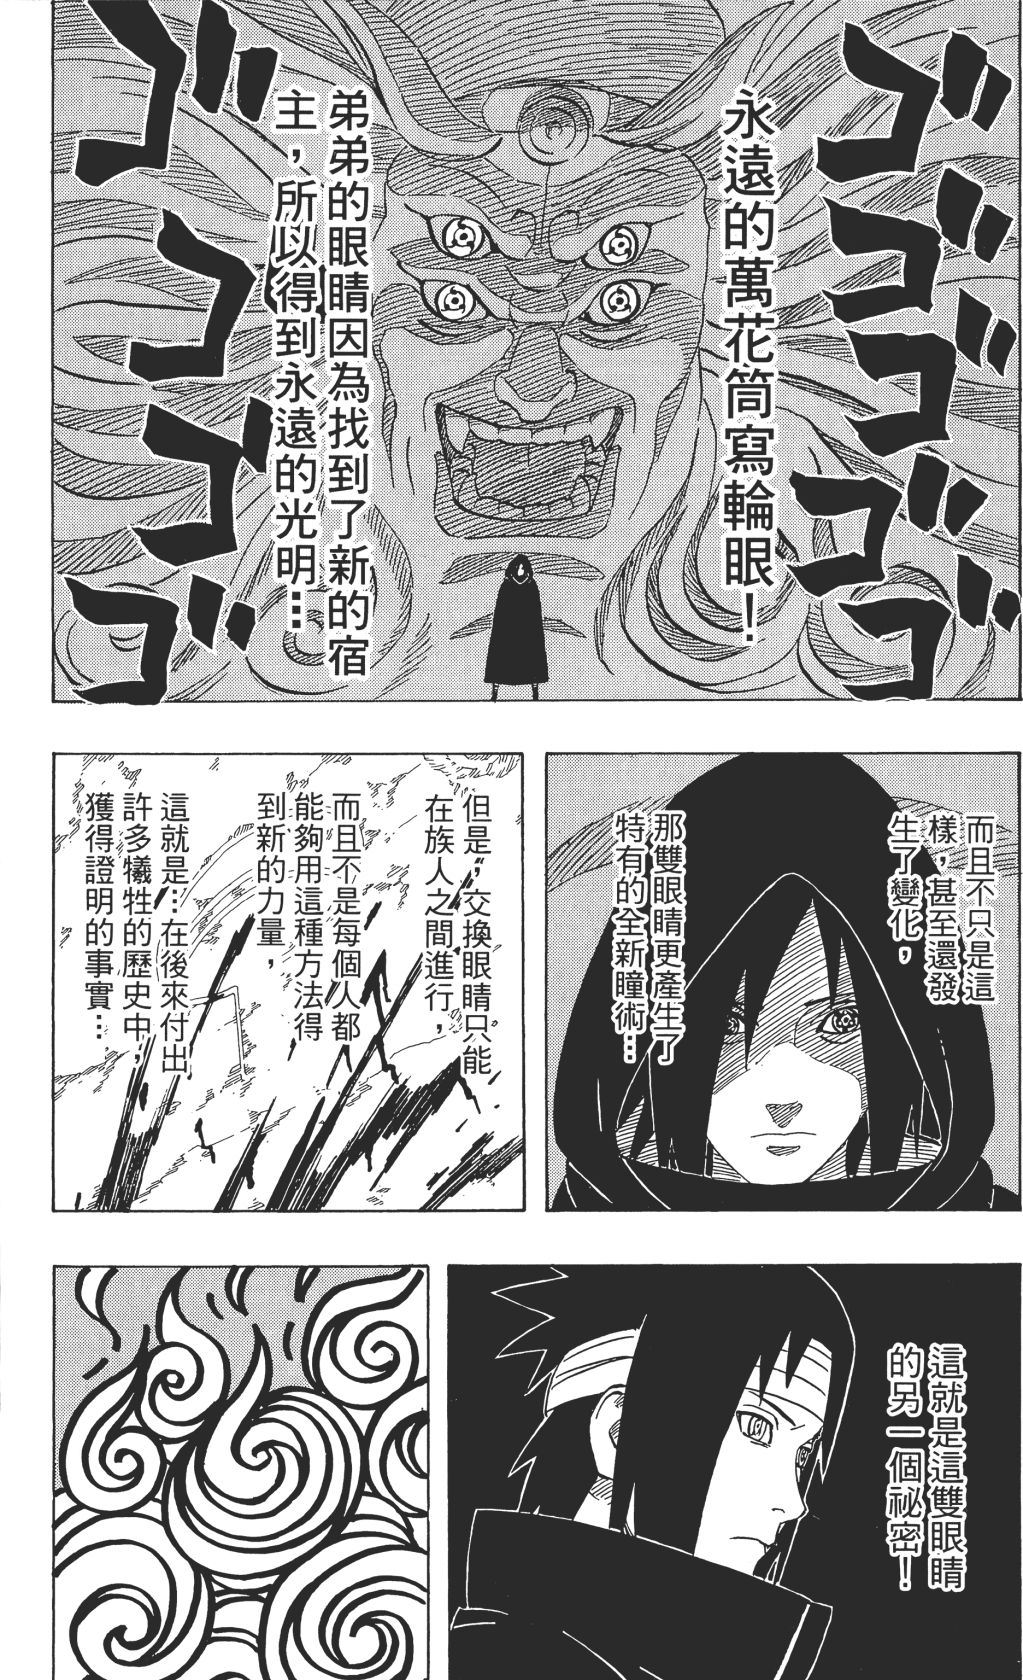 ゴゴゴゴゴ
永遠的萬花筒寫輪眼！
弟弟的眼睛因為找到了新的宿
主，所以得到永遠的光明…
ゴゴゴゴ
而且不只是這
樣，甚至還發
生了變化，
那雙眼睛更產生了
特有的全新瞳術…
但是，交換眼睛只能
在族人之間進行，
而且不是每個人都
能夠用這種方法得
到新的力量，
這就是…在後來付出
許多犧牲的歷史中，
獲得證明的事實…
這就是這雙眼睛
的另一個祕密！